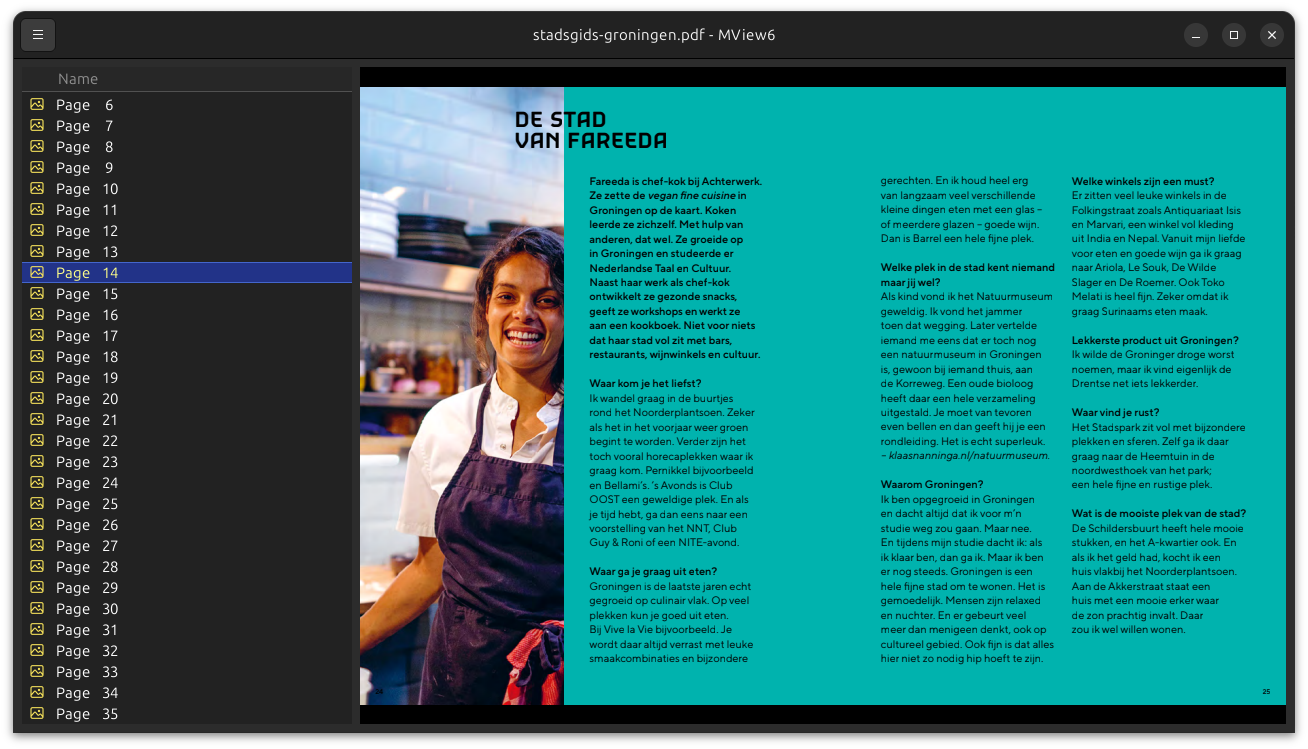 stadsgids-groningen.pdf - MView6
Name
Page 6
Page 7
Page 8
Page 9
Page 10
Page 11
Page 12
Page 13
Page 14
Page 15
Page 16
Page 17
Page 18
Page 19
Page 20
Page 21
Page 22
Page 23
Page 24
Page 25
Page 26
Page 27
Page 28
Page 29
Page 30
Page 31
Page 32
Page 33
Page 34
Page 35
DE STAD
VAN FAREEDA
Fareeda is chef-kok bij Achterwerk.
Ze zette de vegan fine cuisine in
Groningen op de kaart. Koken
leerde ze zichzelf. Met hulp van
anderen, dat wel. Ze groeide op
in Groningen en studeerde er
Nederlandse Taal en Cultuur.
Naast haar werk als chef-kok
ontwikkelt ze gezonde snacks,
geeft ze workshops en werkt ze
aan een kookboek. Niet voor niets
dat haar stad vol zit met bars,
restaurants, wijnwinkels en cultuur.
Waar kom je het liefst?
Ik wandel graag in de buurtjes
rond het Noorderplantsoen. Zeker
als het in het voorjaar weer groen
begint te worden. Verder zijn het
toch vooral horecaplekken waar ik
graag kom. Pernikkel bijvoorbeeld
en Bellami's. 's Avonds is Club
OOST een geweldige plek. En als
je tijd hebt, ga dan eens naar een
voorstelling van het NNT, Club
Guy & Roni of een NITE-avond.
Waar ga je graag uit eten?
Groningen is de laatste jaren echt
gegroeid op culinair vlak. Op veel
plekken kun je goed uit eten.
Bij Vive la Vie bijvoorbeeld. Je
wordt daar altijd verrast met leuke
smaakcombinaties en bijzondere
gerechten. En ik houd heel erg
van langzaam veel verschillende
kleine dingen eten met een glas –
of meerdere glazen – goede wijn.
Dan is Barrel een hele fijne plek.
Welke plek in de stad kent niemand
maar jij wel?
Als kind vond ik het Natuurmuseum
geweldig. Ik vond het jammer
toen dat wegging. Later vertelde
iemand me eens dat er toch nog
een natuurmuseum in Groningen
is, gewoon bij iemand thuis, aan
de Korreweg. Een oude bioloog
heeft daar een hele verzameling
uitgestald. Je moet van tevoren
even bellen en dan geeft hij je een
rondleiding. Het is echt superleuk.
– klaasnanninga.nl/natuurmuseum.
Waarom Groningen?
Ik ben opgegroeid in Groningen
en dacht altijd dat ik voor m'n
studie weg zou gaan. Maar nee.
En tijdens mijn studie dacht ik: als
ik klaar ben, dan ga ik. Maar ik ben
er nog steeds. Groningen is een
hele fijne stad om te wonen. Het is
gemoedelijk. Mensen zijn relaxed
en nuchter. En er gebeurt veel
meer dan menigeen denkt, ook op
cultureel gebied. Ook fijn is dat alles
hier niet zo nodig hip hoeft te zijn.
Welke winkels zijn een must?
Er zitten veel leuke winkels in de
Folkingstraat zoals Antiquariaat Isis
en Marvari, een winkel vol kleding
uit India en Nepal. Vanuit mijn liefde
voor eten en goede wijn ga ik graag
naar Ariola, Le Souk, De Wilde
Slager en De Roemer. Ook Toko
Melati is heel fijn. Zeker omdat ik
graag Surinaams eten maak.
Lekkerste product uit Groningen?
Ik wilde de Groninger droge worst
noemen, maar ik vind eigenlijk de
Drentse net iets lekkerder.
Waar vind je rust?
Het Stadspark zit vol met bijzondere
plekken en sferen. Zelf ga ik daar
graag naar de Heemtuin in de
noordwesthoek van het park;
een hele fijne en rustige plek.
Wat is de mooiste plek van de stad?
De Schildersbuurt heeft hele mooie
stukken, en het A-kwartier ook. En
als ik het geld had, kocht ik een
huis vlakbij het Noorderplantsoen.
Aan de Akkerstraat staat een
huis met een mooie erker waar
de zon prachtig invalt. Daar
zou ik wel willen wonen.
24
25